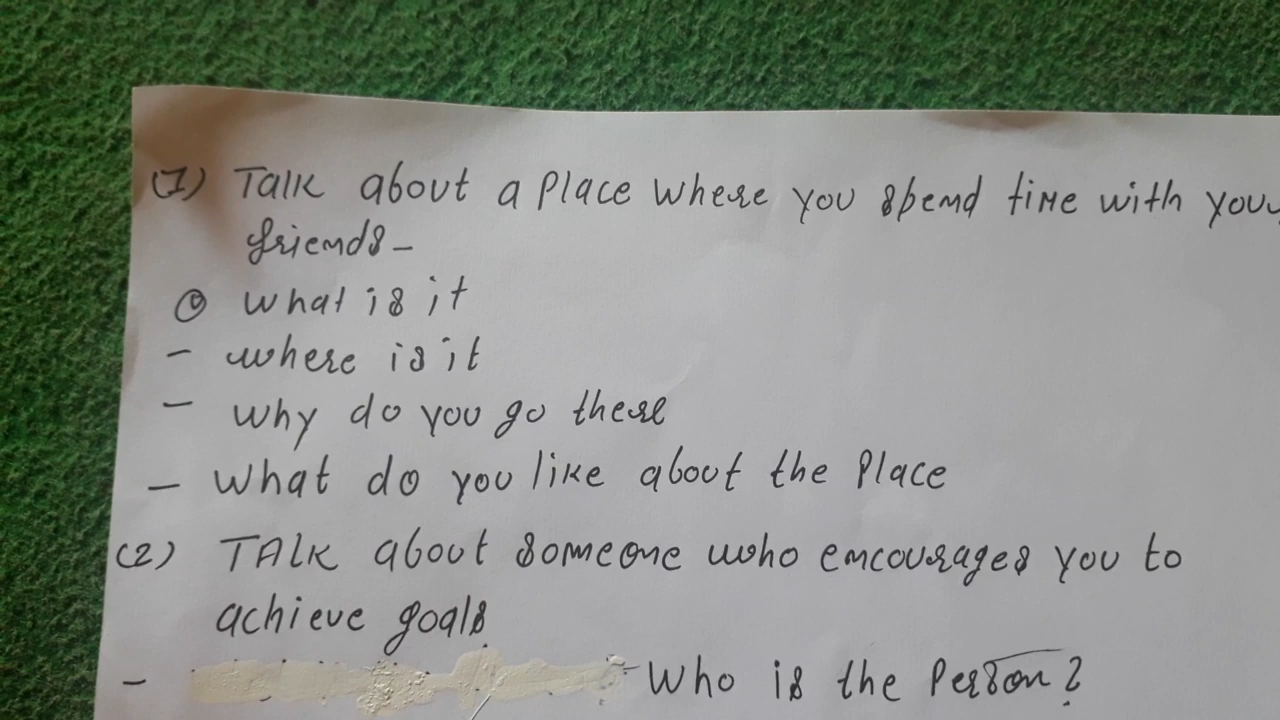 (1) Talk about a Place where you spend time with your
friends-
what is it
- where is it
- why do you go there
- what do you like about the Place
(2) TAlk about someone who encourages you to
achieve goals
- Who is the Person?